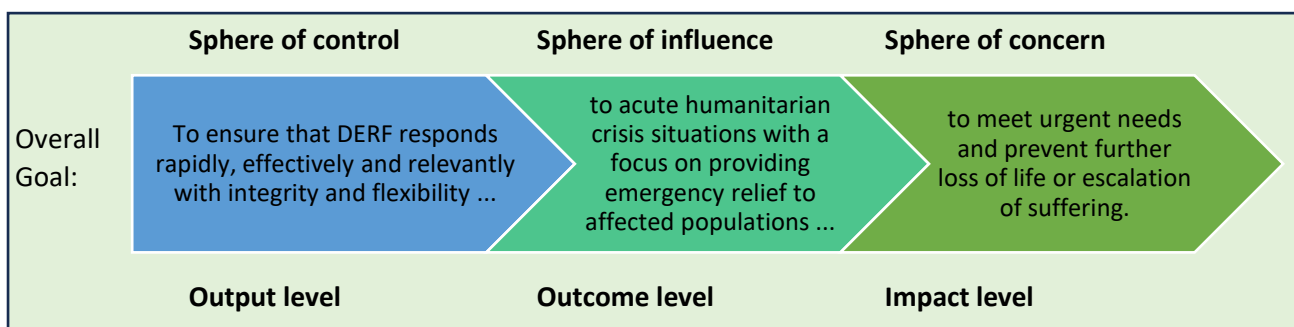 Sphere of control
Sphere of influence
Sphere of concern
Overall
Goal:
To ensure that DERF responds
rapidly, effectively and relevantly
with integrity and flexibility ...
to acute humanitarian
crisis situations with a
focus on providing
emergency relief to
affected populations ...
to meet urgent needs
and prevent further
loss of life or escalation
of suffering.
Output level
Outcome level
Impact level